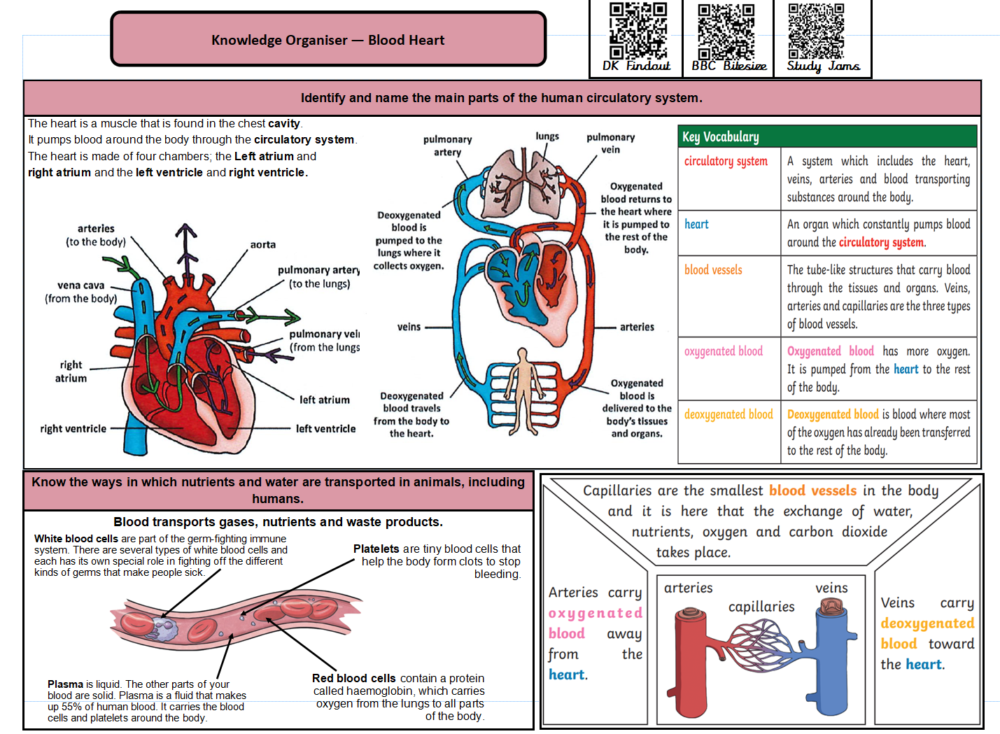 Knowledge Organiser — Blood Heart
DK Findout
BBC Bitesize
Study Jams
Identify and name the main parts of the human circulatory system.
The heart is a muscle that is found in the chest cavity.
It pumps blood around the body through the circulatory system.
The heart is made of four chambers; the Left atrium and
right atrium and the left ventricle and right ventricle.
arteries
(to the body)
aorta
pulmonary artery
(to the lungs)
vena cava
(from the body)
pulmonary vei
(from the lungs
right
atrium
left atrium
right ventricle
left ventricle
pulmonary
artery
lungs
pulmonary
vein
Oxygenated
blood returns to
the heart where
it is pumped to
the rest of the
body.
Deoxygenated
blood is
pumped to the
lungs where it
collects oxygen.
veins
arteries
Deoxygenated
blood travels
from the body to
the heart.
Oxygenated
blood is
delivered to the
body's tissues
and organs.
Key Vocabulary
circulatory system
A system which includes the heart,
veins, arteries and blood transporting
substances around the body.
heart
An organ which constantly pumps blood
around the circulatory system.
blood vessels
The tube-like structures that carry blood
through the tissues and organs. Veins,
arteries and capillaries are the three types
of blood vessels.
oxygenated blood
Oxygenated blood has more oxygen.
It is pumped from the heart to the rest
of the body.
deoxygenated blood
Deoxygenated blood is blood where most
of the oxygen has already been transferred
to the rest of the body.
Know the ways in which nutrients and water are transported in animals, including
humans.
Blood transports gases, nutrients and waste products.
White blood cells are part of the germ-fighting immune
system. There are several types of white blood cells and
each has its own special role in fighting off the different
kinds of germs that make people sick.
Platelets are tiny blood cells that
help the body form clots to stop
bleeding.
Plasma is liquid. The other parts of your
blood are solid. Plasma is a fluid that makes
up 55% of human blood. It carries the blood
cells and platelets around the body.
Red blood cells contain a protein
called haemoglobin, which carries
oxygen from the lungs to all parts
of the body.
Capillaries are the smallest blood vessels in the body
and it is here that the exchange of water,
nutrients, oxygen and carbon dioxide
takes place.
Arteries carry
oxygenated
blood away
from the
heart.
arteries
capillaries
veins
Veins carry
deoxygenated
blood toward
the heart.